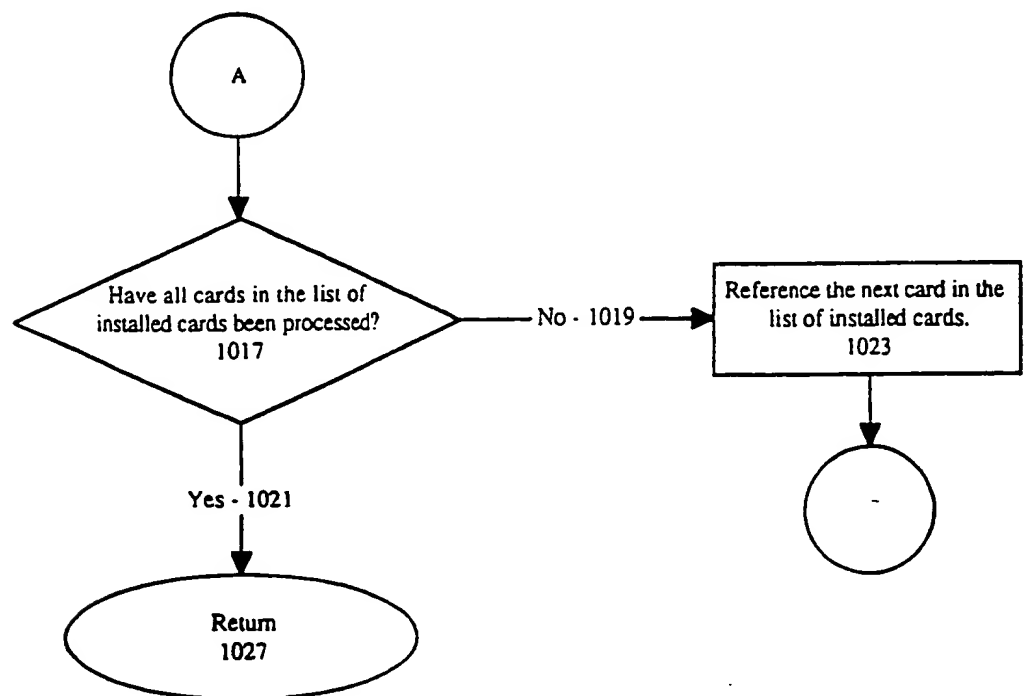 A
Have all cards in the list of
installed cards been processed?
1017
No - 1019
Reference the next card in the
list of installed cards.
1023
Yes - 1021
Return
1027